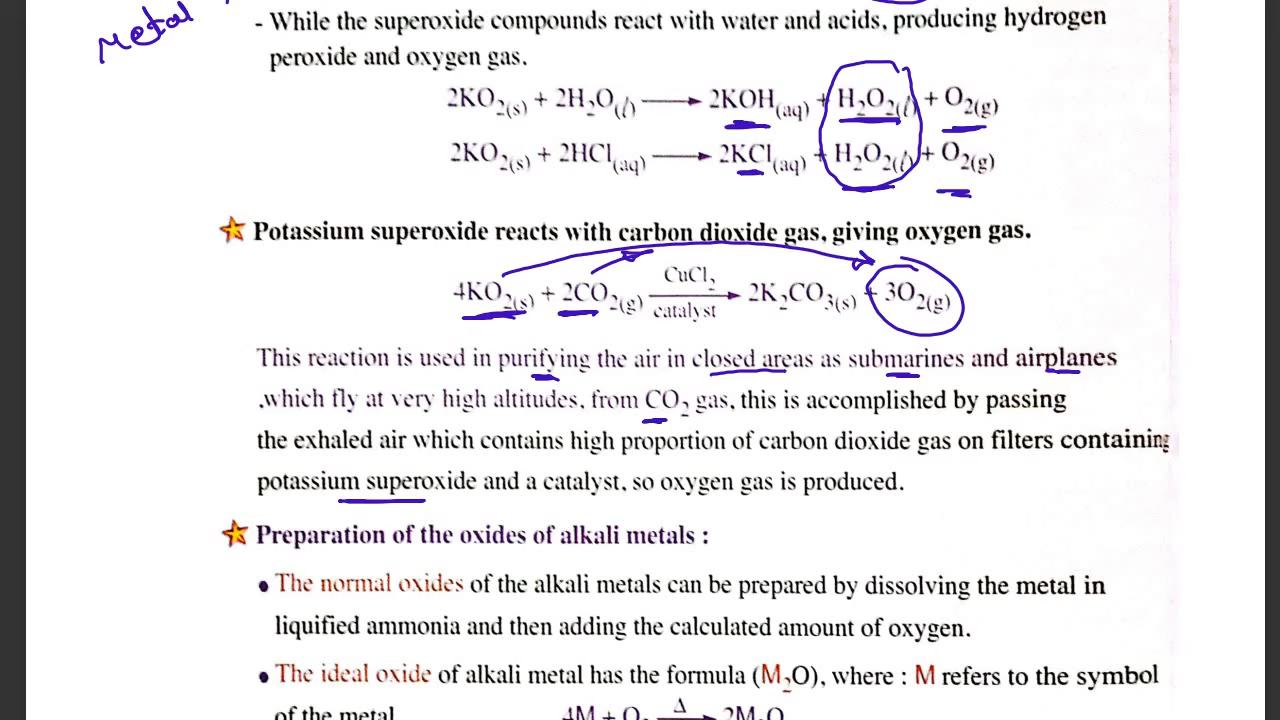 Metal
- While the superoxide compounds react with water and acids, producing hydrogen
peroxide and oxygen gas.
2KO₂(s) + 2H₂O(l) ⟶ 2KOH(aq) + H₂O₂(l) + O₂(g)
2KO₂(s) + 2HCl(aq) ⟶ 2KCl(aq) + H₂O₂(l) + O₂(g)
Potassium superoxide reacts with carbon dioxide gas, giving oxygen gas.
CuCl₂
4KO₂(s) + 2CO₂(g) ⟶ 2K₂CO₃(s) + 3O₂(g)
catalyst
This reaction is used in purifying the air in closed areas as submarines and airplanes
,which fly at very high altitudes, from CO₂ gas, this is accomplished by passing
the exhaled air which contains high proportion of carbon dioxide gas on filters containing
potassium superoxide and a catalyst, so oxygen gas is produced.
Preparation of the oxides of alkali metals :
• The normal oxides of the alkali metals can be prepared by dissolving the metal in
liquified ammonia and then adding the calculated amount of oxygen.
• The ideal oxide of alkali metal has the formula (M₂O), where : M refers to the symbol
of the metal
4M + O₂ Δ⟶ 2M₂O